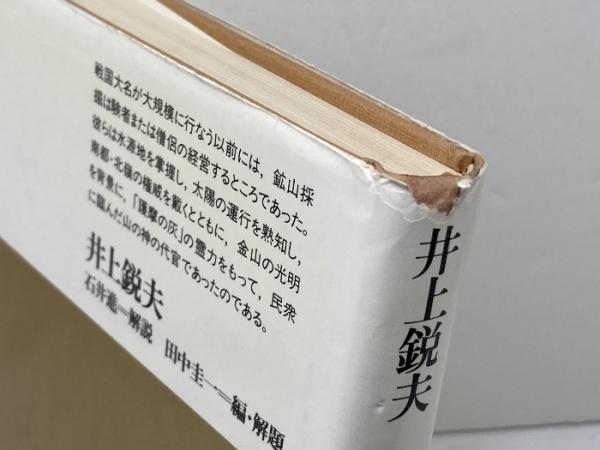 戦国大名が大規模に行なう以前には,鉱山採
掘は験者または僧侶の経営するところであった。
彼らは水源地を掌握し,太陽の運行を熟知し,
南都・北嶺の権威を戴くとともに,金山の光明
を背景に,「護摩の灰」の霊力をもって,民衆
に臨んだ山の神の代官であったのである。
井上鋭夫
石井進=解説 田中圭一=編・解題
井上鋭夫